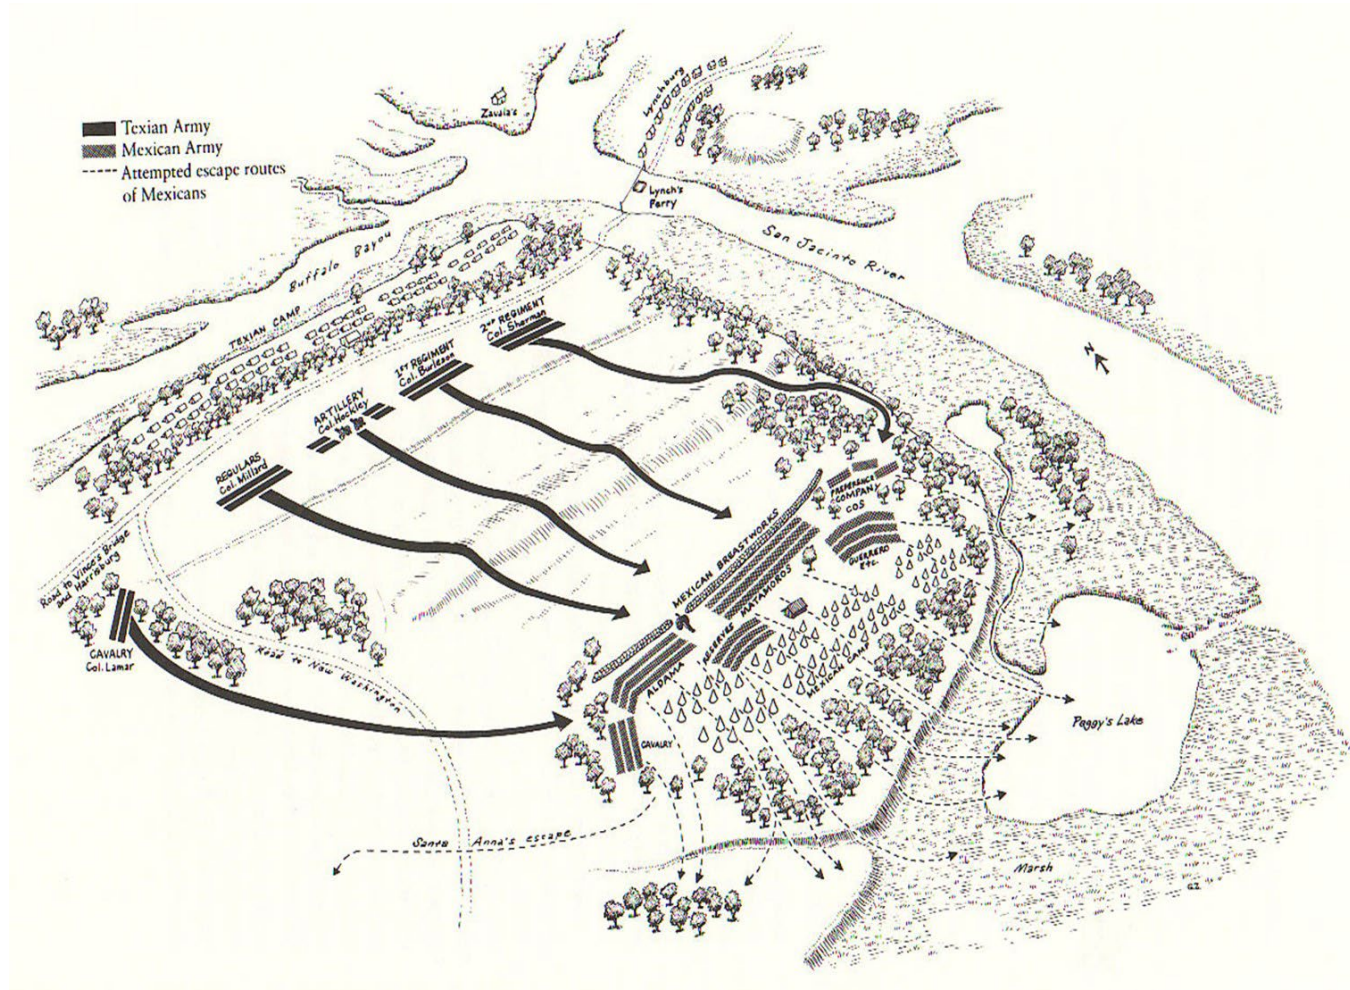 Texian Army
Mexican Army
Attempted escape routes
of Mexicans
Zavala's
Lynchburg
Lynch's
Ferry
San Jacinto River
Buffalo Bayou
TEXIAN CAMP
N
2ND REGIMENT
Col. Sherman
1ST REGIMENT
Col. Burleson
ARTILLERY
Col. Hockley
REGULARS
Col. Millard
Road to Vince's Bridge
and Harrisburg
CAVALRY
Col. Lamar
Road to New Washington
MEXICAN BREASTWORKS
PREFERENCE
COMPANY
COS
GUERRERO
ETC.
MATAMOROS
RESERVES
ALDAMA
MEXICAN CAMP
CAVALRY
Peggy's Lake
Santa Anna's escape
Marsh